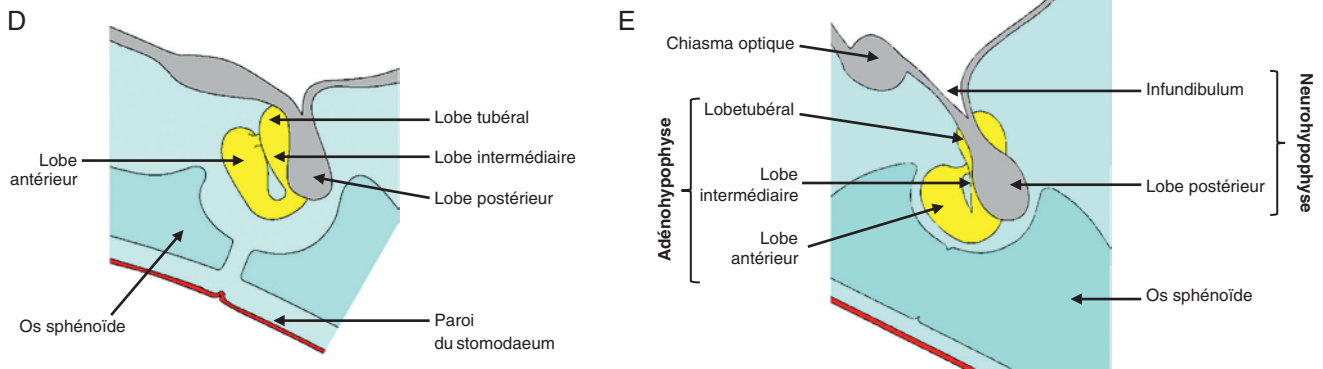 D
Lobe tubéral
Lobe
antérieur
Lobe intermédiaire
Lobe postérieur
Os sphénoïde
Paroi
du stomodaeum
E
Chiasma optique
Infundibulum
Adénohypophyse
Lobetubéral
Neurohypophyse
Lobe
intermédiaire
Lobe postérieur
Lobe
antérieur
Os sphénoïde